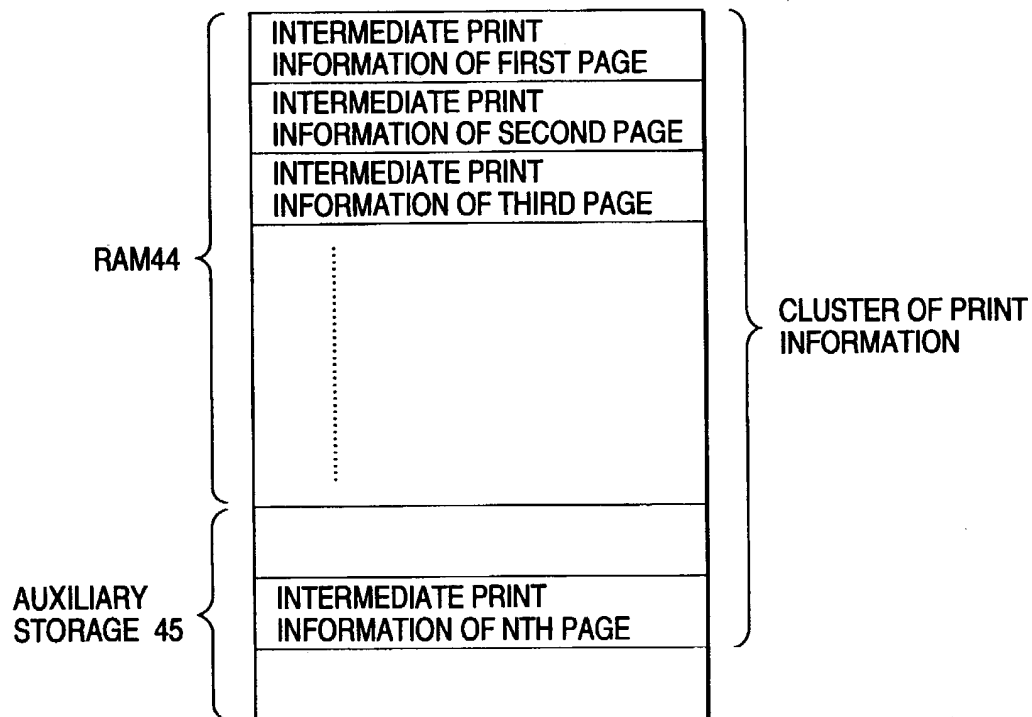 INTERMEDIATE PRINT
INFORMATION OF FIRST PAGE
INTERMEDIATE PRINT
INFORMATION OF SECOND PAGE
INTERMEDIATE PRINT
INFORMATION OF THIRD PAGE
RAM44
CLUSTER OF PRINT
INFORMATION
AUXILIARY
STORAGE 45
INTERMEDIATE PRINT
INFORMATION OF NTH PAGE